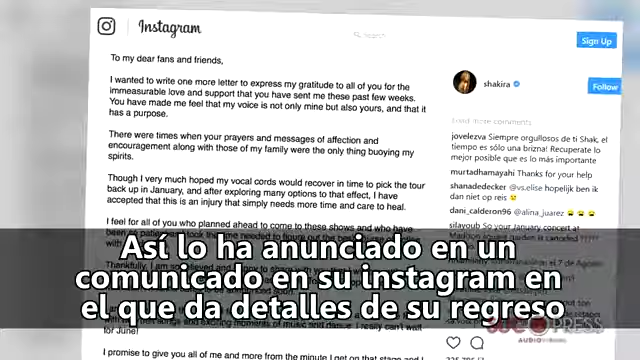 Instagram
Search
Sign Up
To my dear fans and friends,
I wanted to write one more letter to express my gratitude to all of you for the
immeasurable love and support that you have sent me these past few weeks.
You have made me feel that my voice is not only mine but also yours, and that it
has a purpose.
There were times when your prayers and messages of affection and
encouragement along with those of my family were the only thing buoying my
spirits.
Though I very much hoped my vocal cords would recover in time to pick the tour
back up in January, and after exploring many options to that effect, I have
accepted that this is an injury that simply needs more time and care to heal.
I feel for all of you who planned ahead to come to these shows and who have
for June!
I promise to give you all of me and more from the minute I get on that stage and I
shakira
Follow
Load more comments
jovelezva Siempre orgullosos de ti Shak, el
tiempo es sólo una brizna! Recuperate lo
mejor posible que es lo más importante
murtadhamayahi Thanks for your help
shanadedecker @vs.elise hopelijk ben ik
dan niet op reis
dani_calderon96 @alina_juarez
silayoub So your January concert at
Así lo ha anunciado en un
comunicado en su instagram en
el que da detalles de su regreso